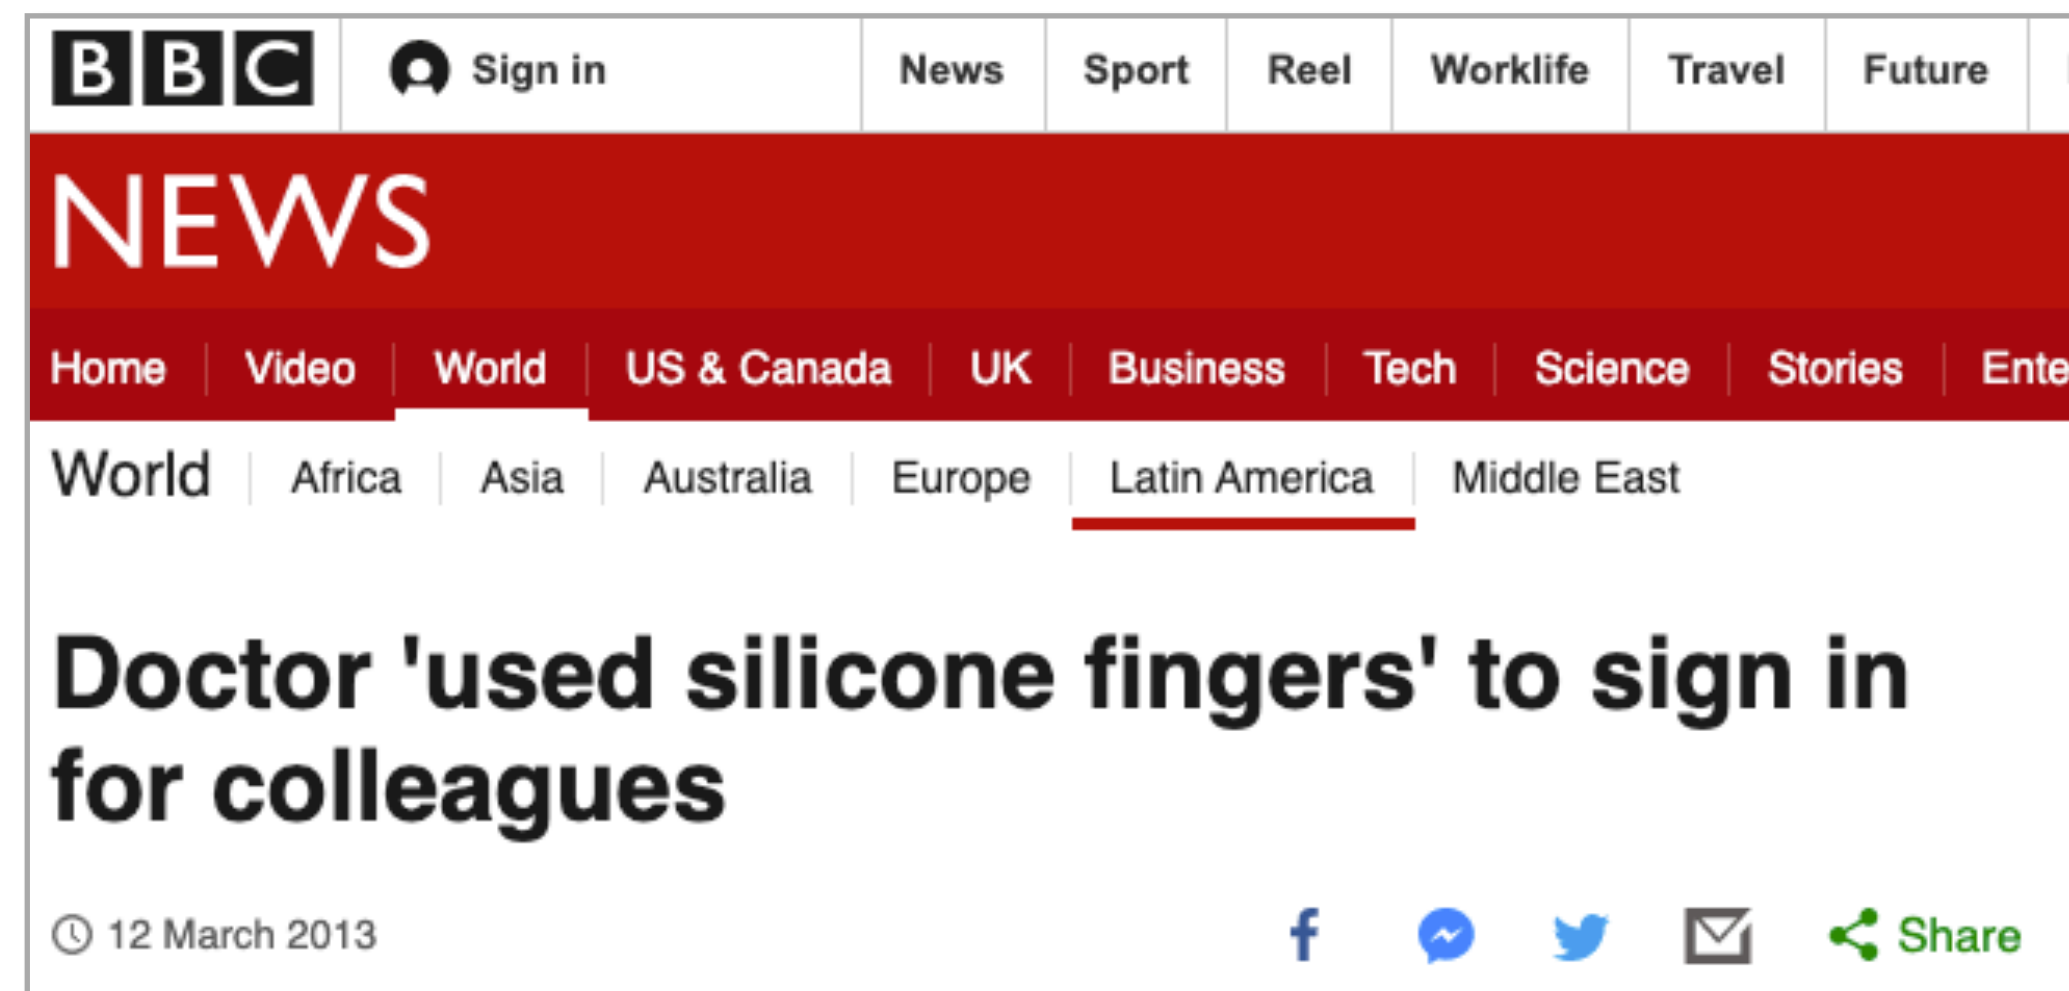 BBC Sign in News Sport Reel Worklife Travel Future
NEWS
Home Video World US & Canada UK Business Tech Science Stories Ente
World Africa Asia Australia Europe Latin America Middle East
Doctor 'used silicone fingers' to sign in
for colleagues
12 March 2013 Share